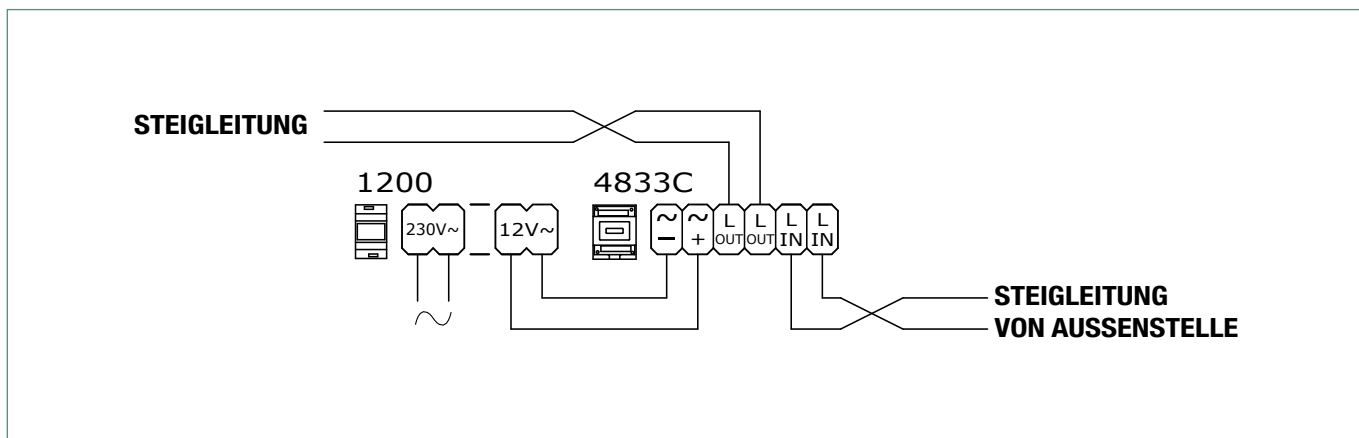 STEIGLEITUNG
1200
4833C
230V~
12V~
~
−
~
+
L
OUT
L
OUT
L
IN
L
IN
STEIGLEITUNG
VON AUSSENSTELLE
~